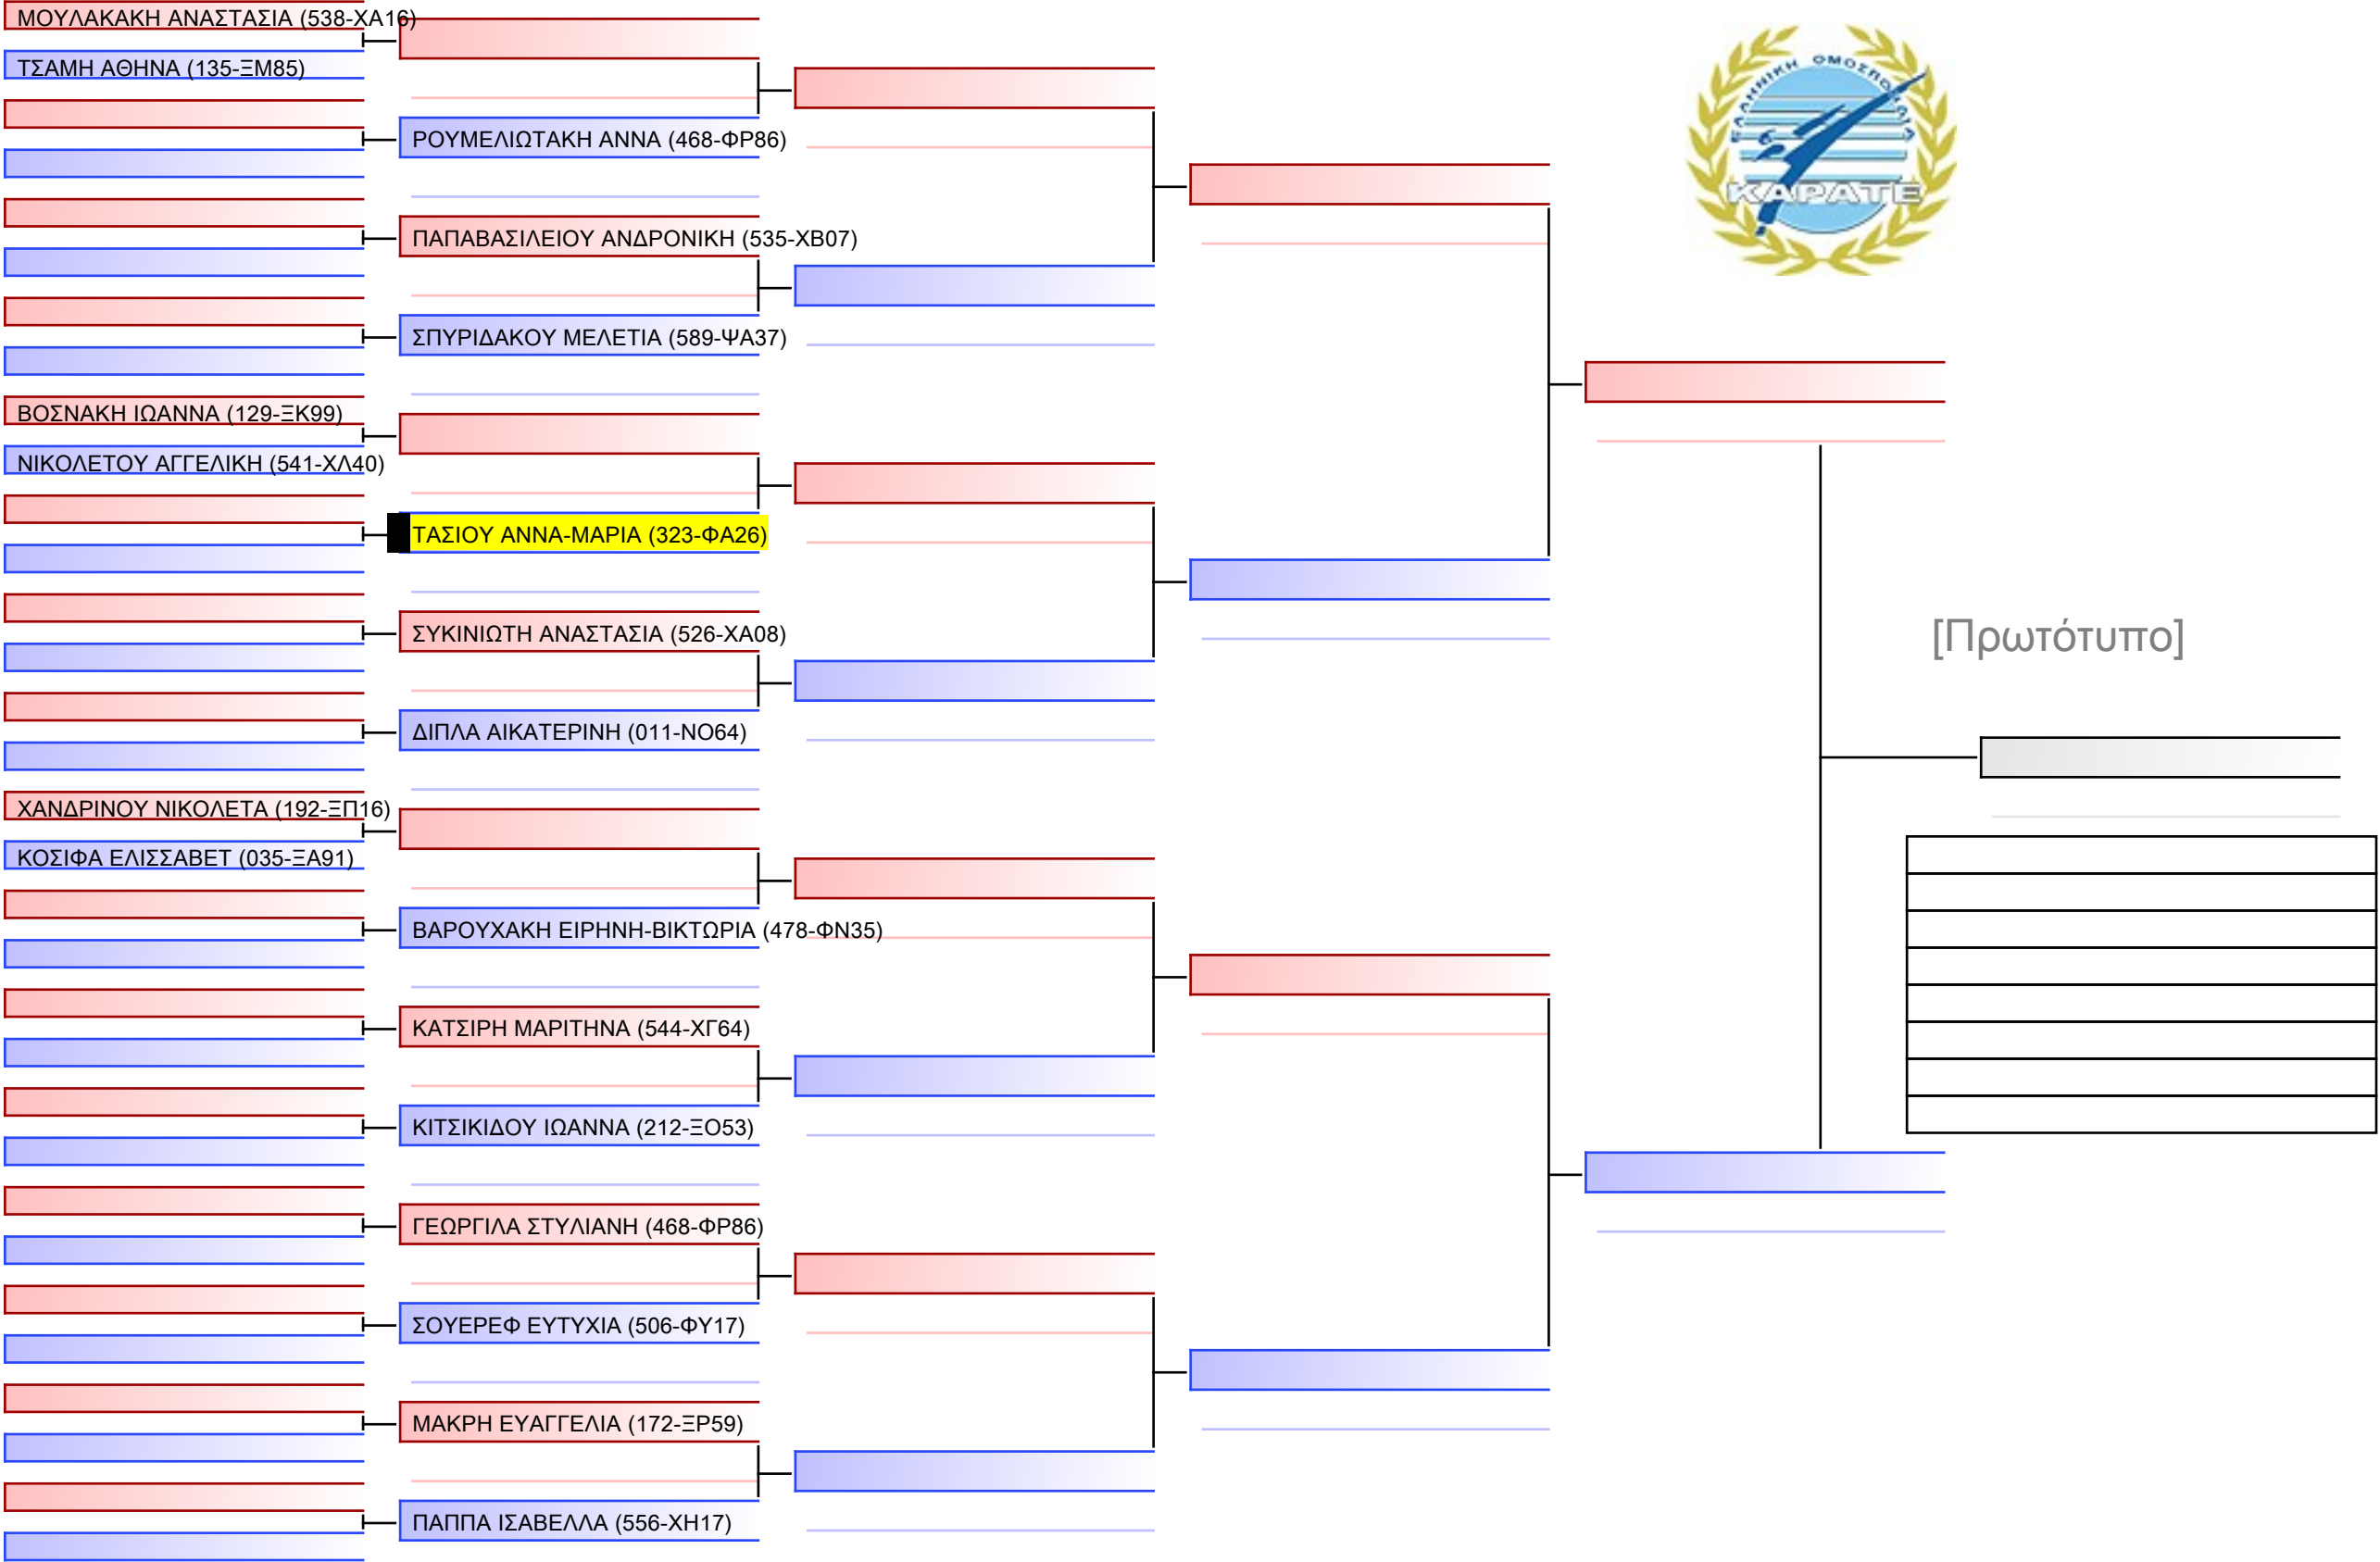 ΜΟΥΛΑΚΑΚΗ ΑΝΑΣΤΑΣΙΑ (538-ΧΑ16)
ΤΣΑΜΗ ΑΘΗΝΑ (135-ΞΜ85)
ΡΟΥΜΕΛΙΩΤΑΚΗ ΑΝΝΑ (468-ΦΡ86)
ΠΑΠΑΒΑΣΙΛΕΙΟΥ ΑΝΔΡΟΝΙΚΗ (535-ΧΒ07)
ΣΠΥΡΙΔΑΚΟΥ ΜΕΛΕΤΙΑ (589-ΨΑ37)
ΒΟΣΝΑΚΗ ΙΩΑΝΝΑ (129-ΞΚ99)
ΝΙΚΟΛΕΤΟΥ ΑΓΓΕΛΙΚΗ (541-ΧΛ40)
ΤΑΣΙΟΥ ΑΝΝΑ-ΜΑΡΙΑ (323-ΦΑ26)
ΣΥΚΙΝΙΩΤΗ ΑΝΑΣΤΑΣΙΑ (526-ΧΑ08)
ΔΙΠΛΑ ΑΙΚΑΤΕΡΙΝΗ (011-ΝΟ64)
ΧΑΝΔΡΙΝΟΥ ΝΙΚΟΛΕΤΑ (192-ΞΠ16)
ΚΟΣΙΦΑ ΕΛΙΣΣΑΒΕΤ (035-ΞΑ91)
ΒΑΡΟΥΧΑΚΗ ΕΙΡΗΝΗ-ΒΙΚΤΩΡΙΑ (478-ΦΝ35)
ΚΑΤΣΙΡΗ ΜΑΡΙΤΗΝΑ (544-ΧΓ64)
ΚΙΤΣΙΚΙΔΟΥ ΙΩΑΝΝΑ (212-ΞΟ53)
ΓΕΩΡΓΙΛΑ ΣΤΥΛΙΑΝΗ (468-ΦΡ86)
ΣΟΥΕΡΕΦ ΕΥΤΥΧΙΑ (506-ΦΥ17)
ΜΑΚΡΗ ΕΥΑΓΓΕΛΙΑ (172-ΞΡ59)
ΠΑΠΠΑ ΙΣΑΒΕΛΛΑ (556-ΧΗ17)
ΕΛΛΗΝΙΚΗ ΟΜΟΣΠΟΝΔΙΑ
ΚΑΡΑΤΕ
[Πρωτότυπο]